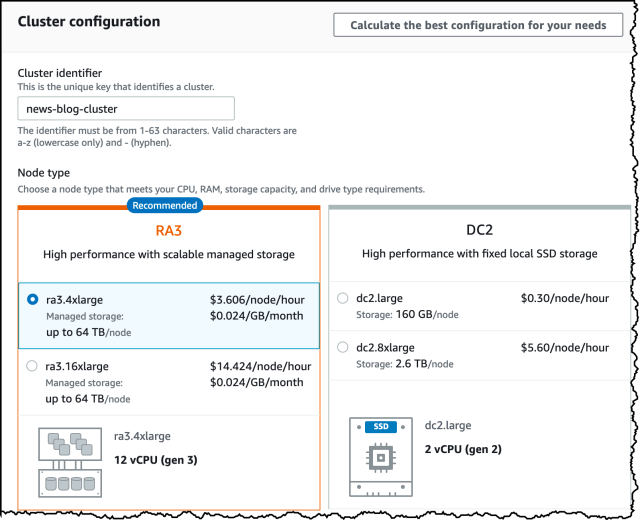 Cluster configuration
Calculate the best configuration for your needs
Cluster identifier
This is the unique key that identifies a cluster.
news-blog-cluster
The identifier must be from 1-63 characters. Valid characters are
a-z (lowercase only) and - (hyphen).
Node type
Choose a node type that meets your CPU, RAM, storage capacity, and drive type requirements.
Recommended
RA3
High performance with scalable managed storage
ra3.4xlarge $3.606/node/hour
Managed storage: $0.024/GB/month
up to 64 TB/node
ra3.16xlarge $14.424/node/hour
Managed storage: $0.024/GB/month
up to 64 TB/node
ra3.4xlarge
12 vCPU (gen 3)
DC2
High performance with fixed local SSD storage
dc2.large $0.30/node/hour
Storage: 160 GB/node
dc2.8xlarge $5.60/node/hour
Storage: 2.6 TB/node
SSD
dc2.large
2 vCPU (gen 2)